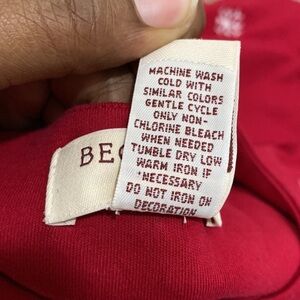 MACHINE WASH
COLD WITH
SIMILAR COLORS
GENTLE CYCLE
ONLY NON-
CHLORINE BLEACH
WHEN NEEDED
TUMBLE DRY LOW
WARM IRON IF
NECESSARY
DO NOT IRON ON
DECORATION